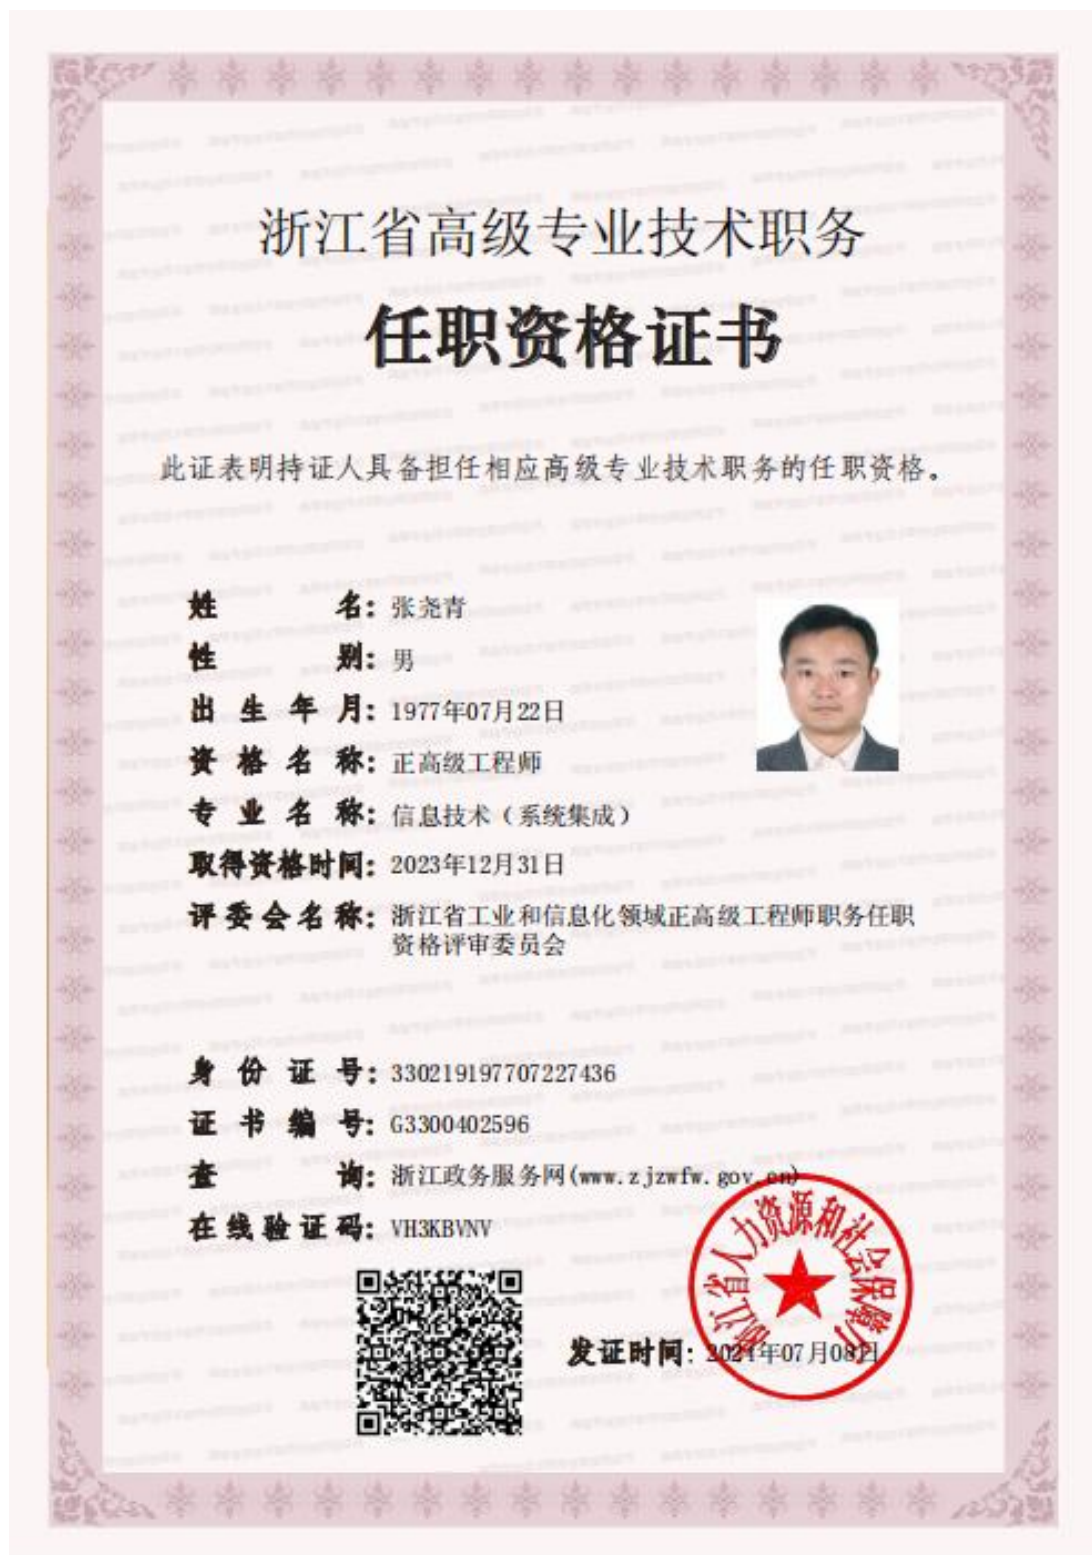 浙江省高级专业技术职务
任职资格证书
此证表明持证人具备担任相应高级专业技术职务的任职资格。
姓名：张尧青
性别：男
出生年月：1977年07月22日
资格名称：正高级工程师
专业名称：信息技术（系统集成）
取得资格时间：2023年12月31日
评委会名称：浙江省工业和信息化领域正高级工程师职务任职
资格评审委员会
身份证号：330219197707227436
证书编号：G3300402596
查询：浙江政务服务网(www.zjzwfw.gov.cn)
在线验证码：VH3KBVNV
浙江省人力资源和社会保障厅
发证时间：2024年07月08日